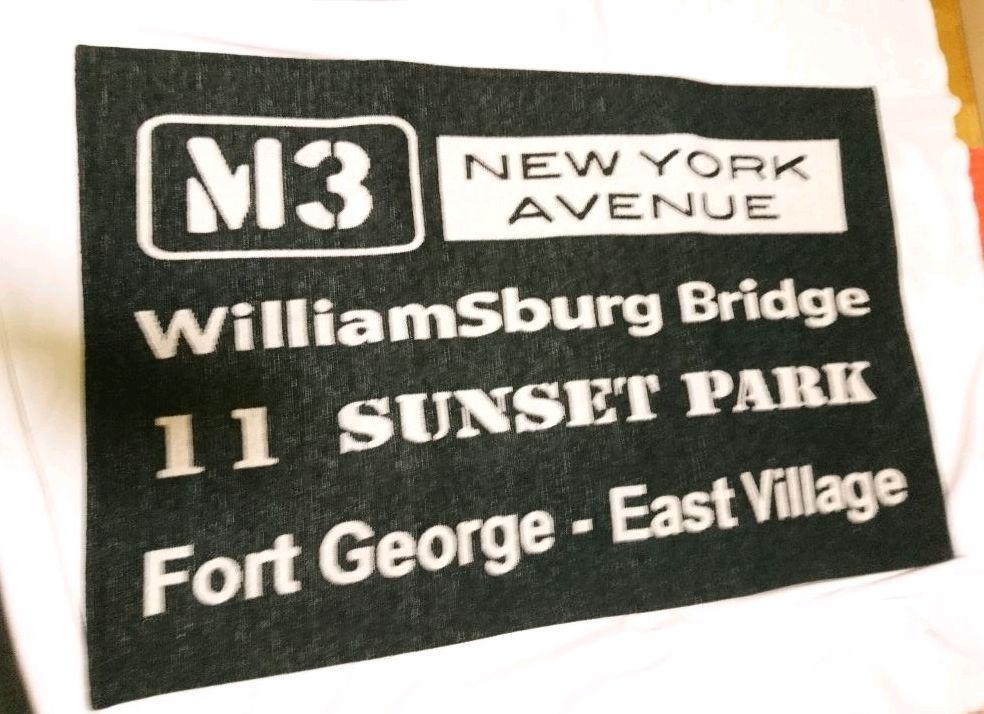 M3
NEW YORK
AVENUE
WilliamSburg Bridge
11 SUNSET PARK
Fort George - East Village